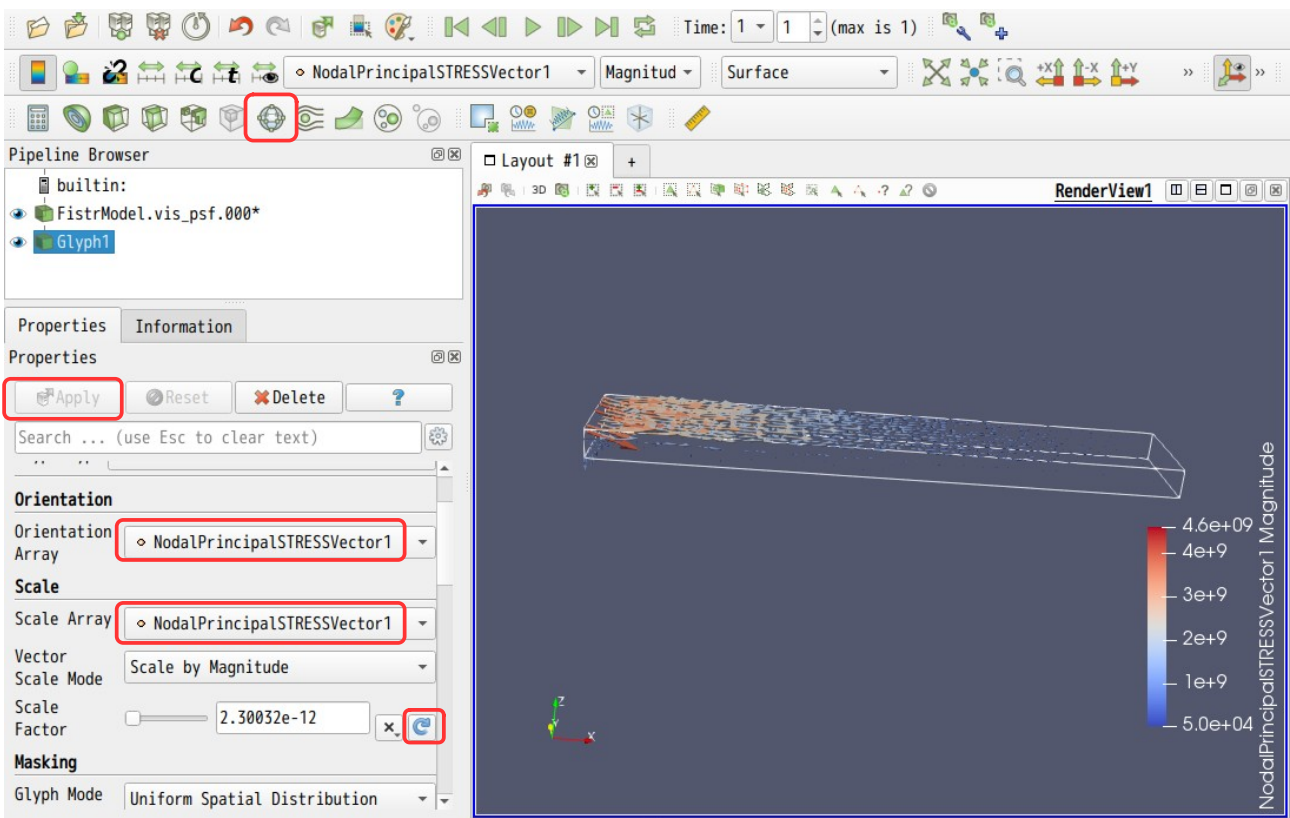 Time: 1 1 (max is 1)
NodalPrincipalSTRESSVector1 Magnitud Surface +X -X +Y » »
Pipeline Browser
builtin:
FistrModel.vis_psf.000*
Glyph1
Properties Information
Properties
Apply Reset Delete ?
Search ... (use Esc to clear text)
Orientation
Orientation
Array
NodalPrincipalSTRESSVector1
Scale
Scale Array NodalPrincipalSTRESSVector1
Vector
Scale Mode
Scale by Magnitude
Scale
Factor
2.30032e-12
Masking
Glyph Mode Uniform Spatial Distribution
Layout #1 +
3D RenderView1
4.6e+09
4e+9
3e+9
2e+9
1e+9
5.0e+04
NodalPrincipalSTRESSVector1 Magnitude
Z
Y
X